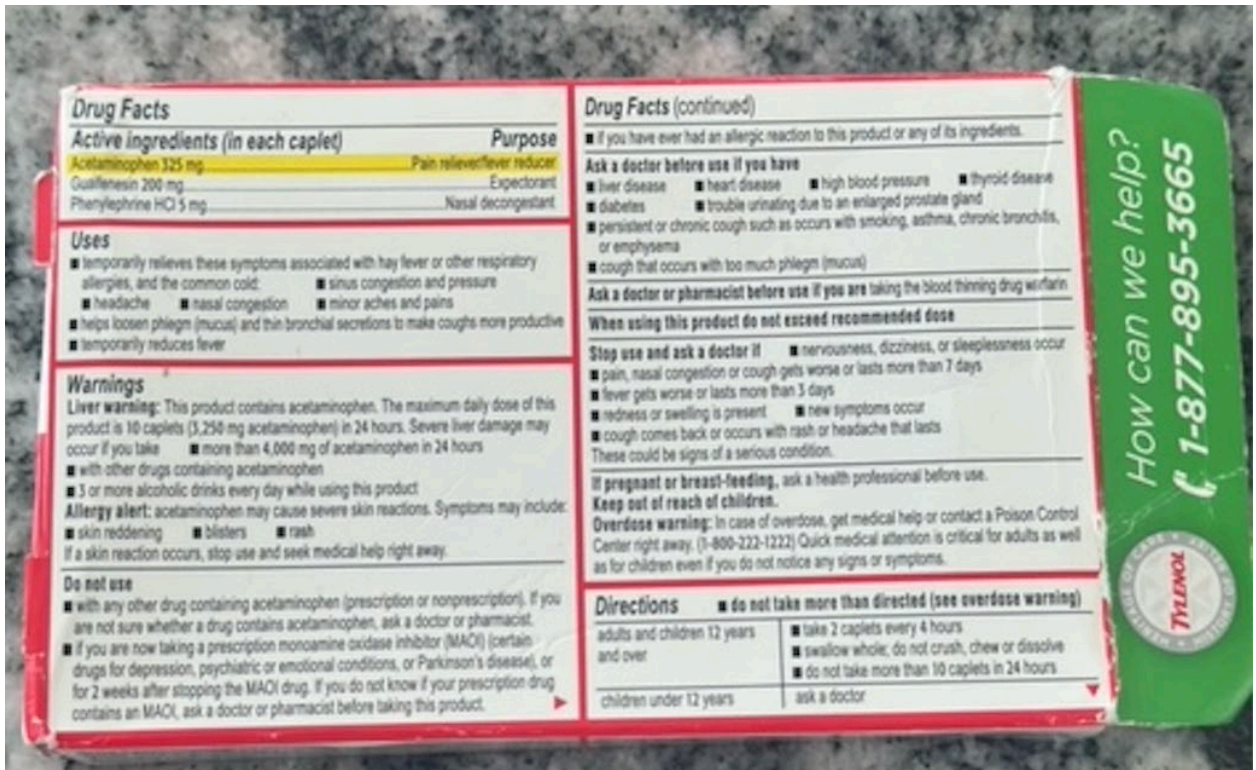 Drug Facts
Active ingredients (in each caplet) Purpose
Acetaminophen 325 mg Pain reliever/fever reducer
Guaifenesin 200 mg Expectorant
Phenylephrine HCl 5 mg Nasal decongestant
Uses
■ temporarily relieves these symptoms associated with hay fever or other respiratory
allergies, and the common cold: ■ sinus congestion and pressure
■ headache ■ nasal congestion ■ minor aches and pains
■ helps loosen phlegm (mucus) and thin bronchial secretions to make coughs more productive
■ temporarily reduces fever
Warnings
Liver warning: This product contains acetaminophen. The maximum daily dose of this
product is 10 caplets (3,250 mg acetaminophen) in 24 hours. Severe liver damage may
occur if you take ■ more than 4,000 mg of acetaminophen in 24 hours
■ with other drugs containing acetaminophen
■ 3 or more alcoholic drinks every day while using this product
Allergy alert: acetaminophen may cause severe skin reactions. Symptoms may include:
■ skin reddening ■ blisters ■ rash
If a skin reaction occurs, stop use and seek medical help right away.
Do not use
■ with any other drug containing acetaminophen (prescription or nonprescription). If you
are not sure whether a drug contains acetaminophen, ask a doctor or pharmacist.
■ if you are now taking a prescription monoamine oxidase inhibitor (MAOI) (certain
drugs for depression, psychiatric or emotional conditions, or Parkinson's disease), or
for 2 weeks after stopping the MAOI drug. If you do not know if your prescription drug
contains an MAOI, ask a doctor or pharmacist before taking this product.
Drug Facts (continued)
■ if you have ever had an allergic reaction to this product or any of its ingredients.
Ask a doctor before use if you have
■ liver disease ■ heart disease ■ high blood pressure ■ thyroid disease
■ diabetes ■ trouble urinating due to an enlarged prostate gland
■ persistent or chronic cough such as occurs with smoking, asthma, chronic bronchitis,
or emphysema
■ cough that occurs with too much phlegm (mucus)
Ask a doctor or pharmacist before use if you are taking the blood thinning drug warfarin
When using this product do not exceed recommended dose
Stop use and ask a doctor if ■ nervousness, dizziness, or sleeplessness occur
■ pain, nasal congestion or cough gets worse or lasts more than 7 days
■ fever gets worse or lasts more than 3 days
■ redness or swelling is present ■ new symptoms occur
■ cough comes back or occurs with rash or headache that lasts
These could be signs of a serious condition.
If pregnant or breast-feeding, ask a health professional before use.
Keep out of reach of children.
Overdose warning: In case of overdose, get medical help or contact a Poison Control
Center right away. (1-800-222-1222) Quick medical attention is critical for adults as well
as for children even if you do not notice any signs or symptoms.
Directions ■ do not take more than directed (see overdose warning)
adults and children 12 years
and over
■ take 2 caplets every 4 hours
■ swallow whole; do not crush, chew or dissolve
■ do not take more than 10 caplets in 24 hours
children under 12 years ask a doctor
How can we help?
1-877-895-3665
TYLENOL